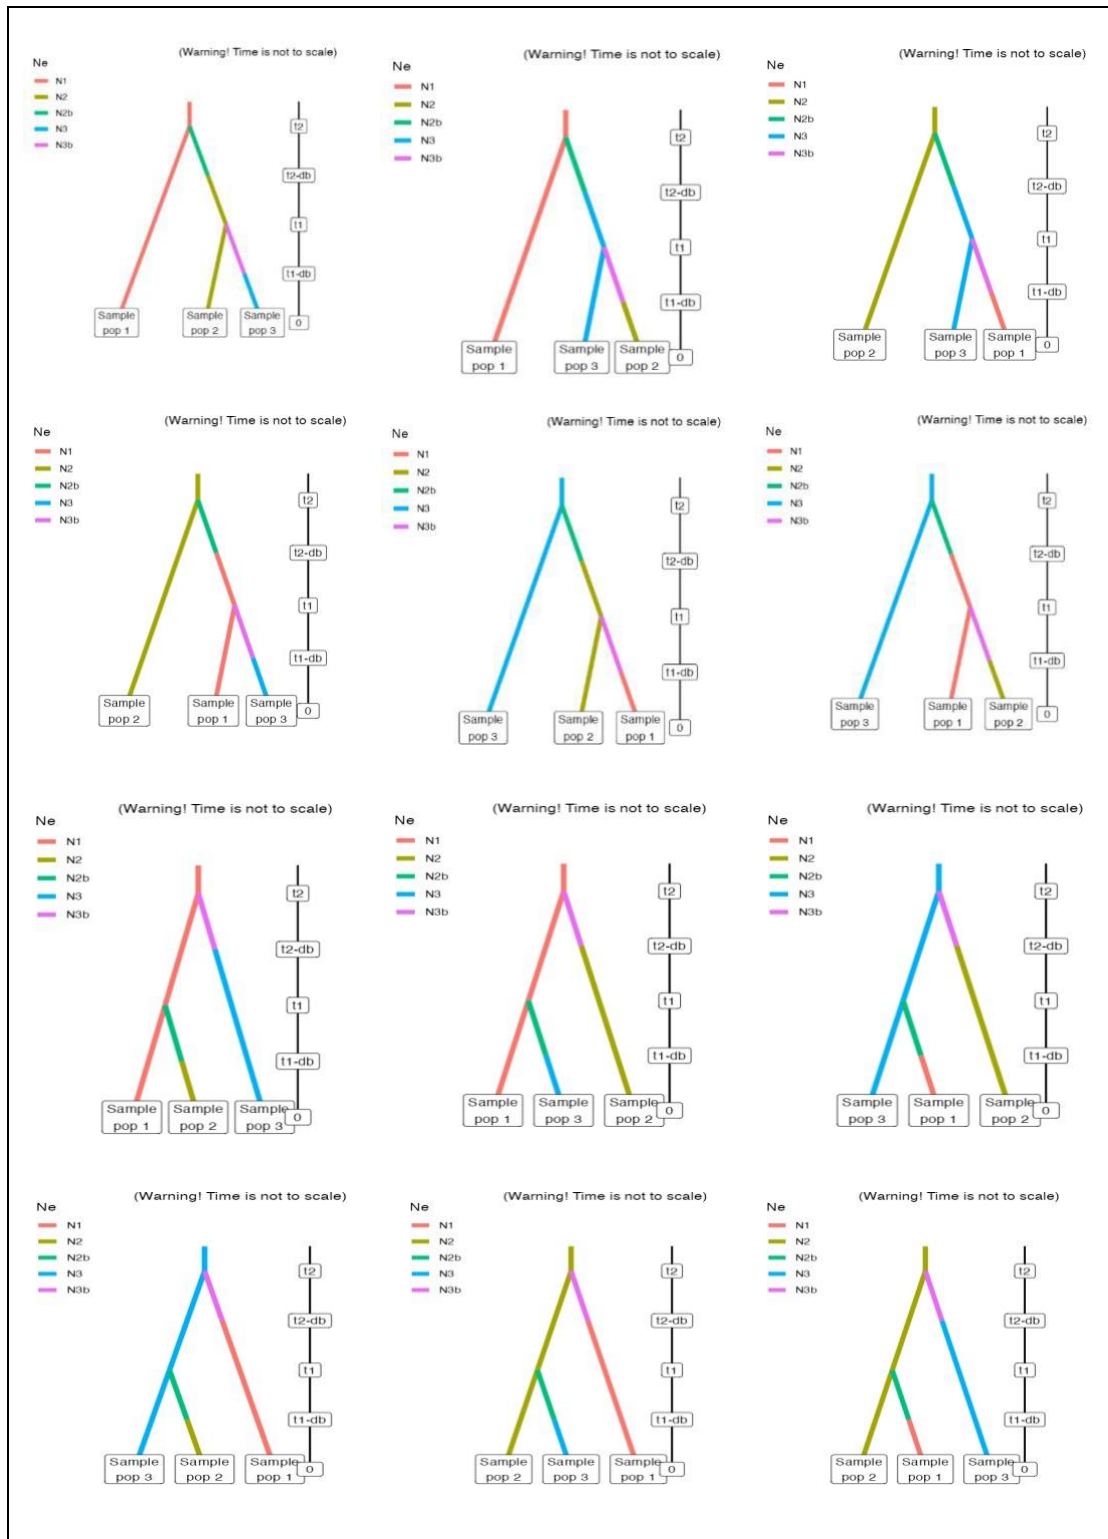 (Warning! Time is not to scale)
Ne
N1
N2
N2b
N3
N3b
t2
t2-db
t1
t1-db
0
Sample pop 1
Sample pop 2
Sample pop 3
(Warning! Time is not to scale)
Ne
N1
N2
N2b
N3
N3b
t2
t2-db
t1
t1-db
0
Sample pop 1
Sample pop 3
Sample pop 2
(Warning! Time is not to scale)
Ne
N1
N2
N2b
N3
N3b
t2
t2-db
t1
t1-db
0
Sample pop 2
Sample pop 3
Sample pop 1
(Warning! Time is not to scale)
Ne
N1
N2
N2b
N3
N3b
t2
t2-db
t1
t1-db
0
Sample pop 2
Sample pop 1
Sample pop 3
(Warning! Time is not to scale)
Ne
N1
N2
N2b
N3
N3b
t2
t2-db
t1
t1-db
0
Sample pop 3
Sample pop 2
Sample pop 1
(Warning! Time is not to scale)
Ne
N1
N2
N2b
N3
N3b
t2
t2-db
t1
t1-db
0
Sample pop 3
Sample pop 1
Sample pop 2
(Warning! Time is not to scale)
Ne
N1
N2
N2b
N3
N3b
t2
t2-db
t1
t1-db
0
Sample pop 1
Sample pop 2
Sample pop 3
(Warning! Time is not to scale)
Ne
N1
N2
N2b
N3
N3b
t2
t2-db
t1
t1-db
0
Sample pop 1
Sample pop 3
Sample pop 2
(Warning! Time is not to scale)
Ne
N1
N2
N2b
N3
N3b
t2
t2-db
t1
t1-db
0
Sample pop 3
Sample pop 1
Sample pop 2
(Warning! Time is not to scale)
Ne
N1
N2
N2b
N3
N3b
t2
t2-db
t1
t1-db
0
Sample pop 3
Sample pop 2
Sample pop 1
(Warning! Time is not to scale)
Ne
N1
N2
N2b
N3
N3b
t2
t2-db
t1
t1-db
0
Sample pop 2
Sample pop 3
Sample pop 1
(Warning! Time is not to scale)
Ne
N1
N2
N2b
N3
N3b
t2
t2-db
t1
t1-db
0
Sample pop 2
Sample pop 1
Sample pop 3